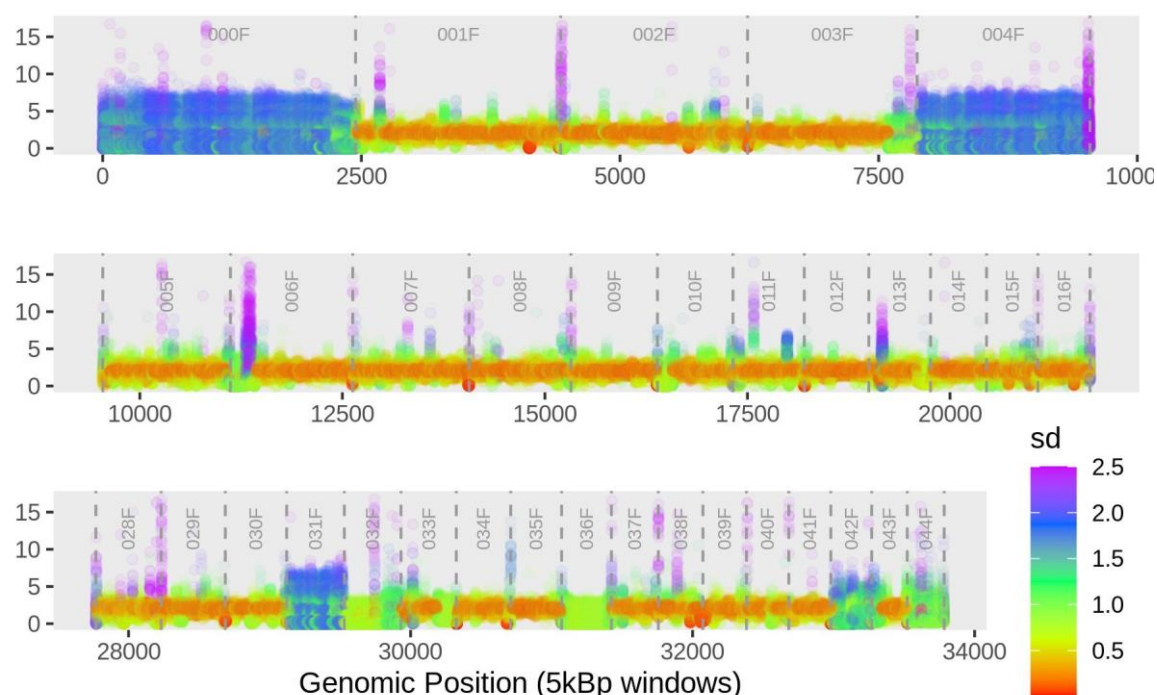 15
10
5
0
000F 001F 002F 003F 004F
0 2500 5000 7500 1000
15
10
5
0
005F 006F 007F 008F 009F 010F 011F 012F 013F 014F 015F 016F
10000 12500 15000 17500 20000
15
10
5
0
028F 029F 030F 031F 032F 033F 034F 035F 036F 037F 038F 039F 040F 041F 042F 043F 044F
28000 30000 32000 34000
Genomic Position (5kBp windows)
sd
2.5
2.0
1.5
1.0
0.5